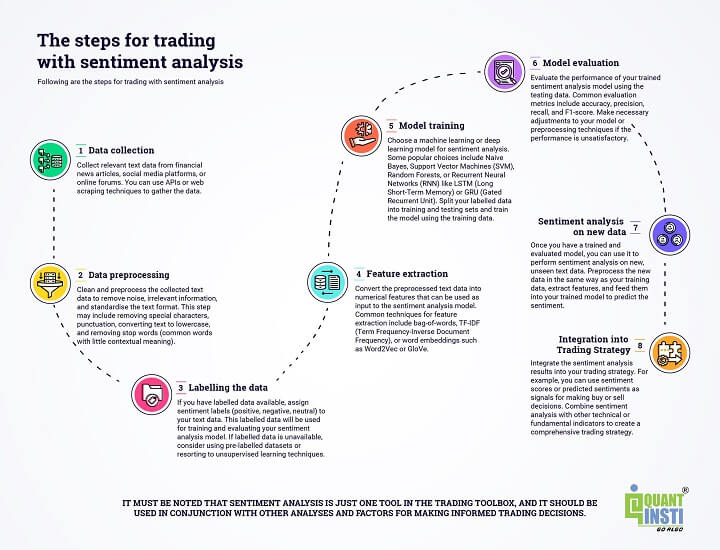 The steps for trading
with sentiment analysis
Following are the steps for trading with sentiment analysis
1 Data collection
Collect relevant text data from financial
news articles, social media platforms, or
online forums. You can use APIs or web
scraping techniques to gather the data.
2 Data preprocessing
Clean and preprocess the collected text
data to remove noise, irrelevant information,
and standardise the text format. This step
may include removing special characters,
punctuation, converting text to lowercase,
and removing stop words (common words
with little contextual meaning).
3 Labelling the data
If you have labelled data available, assign
sentiment labels (positive, negative, neutral) to
your text data. This labelled data will be used
for training and evaluating your sentiment
analysis model. If labelled data is unavailable,
consider using pre-labelled datasets or
resorting to unsupervised learning techniques.
4 Feature extraction
Convert the preprocessed text data into
numerical features that can be used as
input to the sentiment analysis model.
Common techniques for feature
extraction include bag-of-words, TF-IDF
(Term Frequency-Inverse Document
Frequency), or word embeddings such
as Word2Vec or GloVe.
5 Model training
Choose a machine learning or deep
learning model for sentiment analysis.
Some popular choices include Naive
Bayes, Support Vector Machines (SVM),
Random Forests, or Recurrent Neural
Networks (RNN) like LSTM (Long
Short-Term Memory) or GRU (Gated
Recurrent Unit). Split your labelled data
into training and testing sets and train
the model using the training data.
6 Model evaluation
Evaluate the performance of your trained
sentiment analysis model using the
testing data. Common evaluation
metrics include accuracy, precision,
recall, and F1-score. Make necessary
adjustments to your model or
preprocessing techniques if the
performance is unsatisfactory.
Sentiment analysis
on new data 7
Once you have a trained and
evaluated model, you can use it to
perform sentiment analysis on new,
unseen text data. Preprocess the new
data in the same way as your training
data, extract features, and feed them
into your trained model to predict the
sentiment.
Integration into
Trading Strategy 8
Integrate the sentiment analysis
results into your trading strategy. For
example, you can use sentiment
scores or predicted sentiments as
signals for making buy or sell
decisions. Combine sentiment
analysis with other technical or
fundamental indicators to create a
comprehensive trading strategy.
IT MUST BE NOTED THAT SENTIMENT ANALYSIS IS JUST ONE TOOL IN THE TRADING TOOLBOX, AND IT SHOULD BE
USED IN CONJUNCTION WITH OTHER ANALYSES AND FACTORS FOR MAKING INFORMED TRADING DECISIONS.
QUANT®
INSTI
GO ALGO